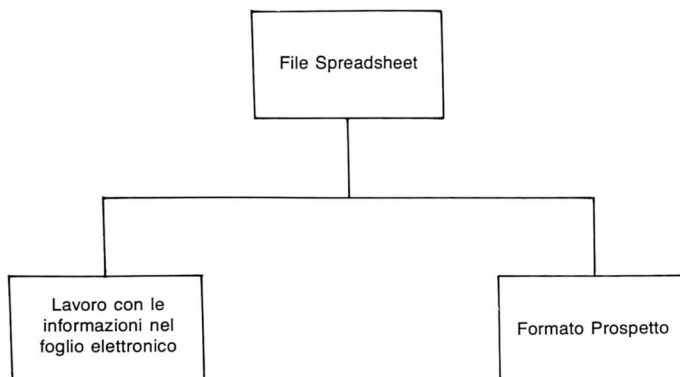 File Spreadsheet
Lavoro con le
informazioni nel
foglio elettronico
Formato Prospetto